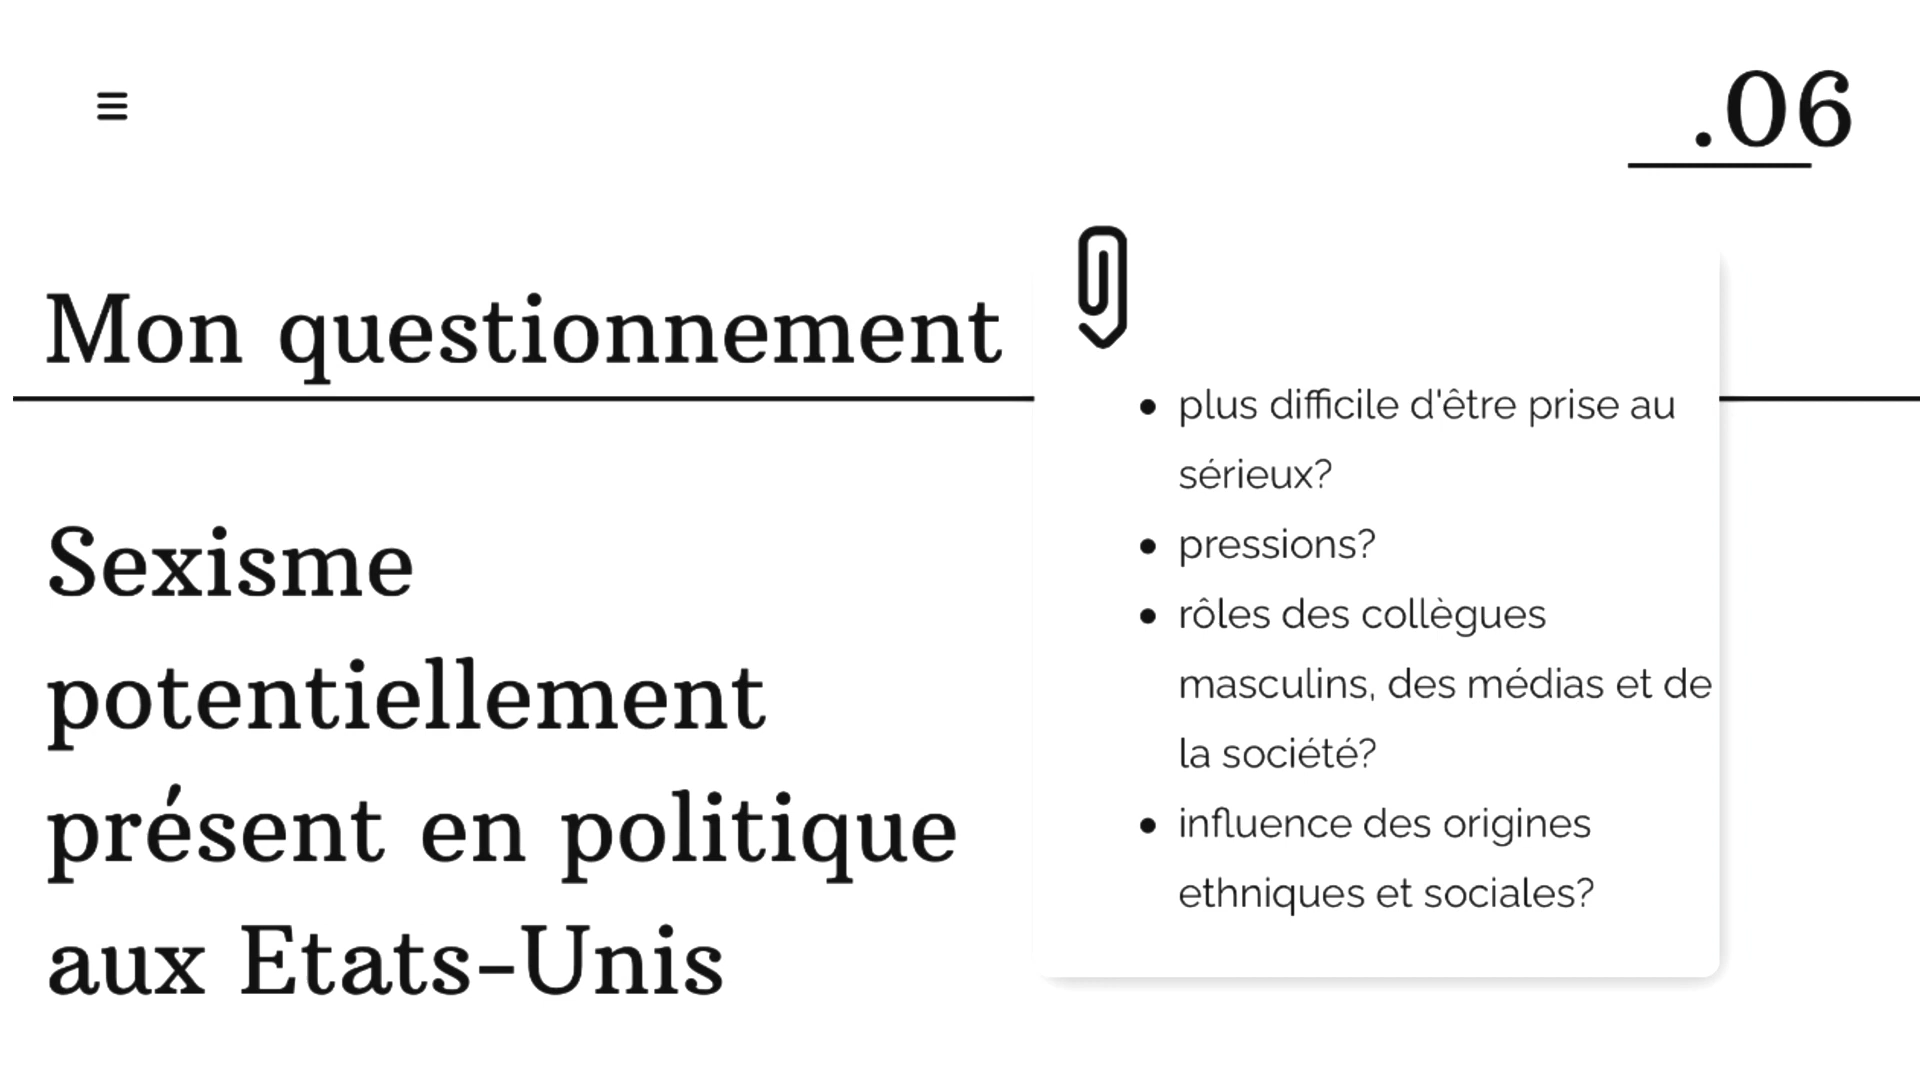 .06
Mon questionnement
Sexisme
potentiellement
présent en politique
aux Etats-Unis
• plus difficile d'être prise au
sérieux?
• pressions?
• rôles des collègues
masculins, des médias et de
la société?
• influence des origines
ethniques et sociales?